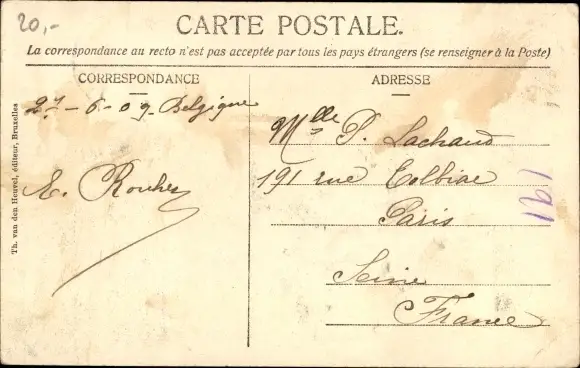 20,-
CARTE POSTALE.
La correspondance au recto n'est pas acceptée par tous les pays étrangers (se renseigner à la Poste)
CORRESPONDANCE
27-6-09 Belgique
E. Rouhez
Th. van den Heuvel, éditeur, Bruxelles
ADRESSE
Mlle P. Lachaud
191 rue Tolbiac
Paris
Seine
France
191